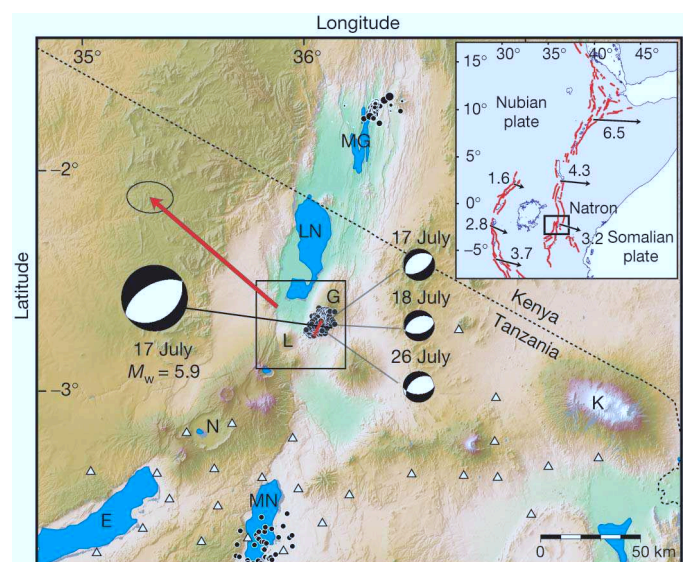 Longitude
35°
36°
Latitude
−2°
−3°
MG
LN
G
L
N
E
MN
K
17 July
18 July
26 July
17 July
Mw = 5.9
Kenya
Tanzania
0
50 km
30°
35°
40°
45°
15°
10°
5°
0°
−5°
Nubian
plate
6.5
4.3
1.6
2.8
3.7
3.2
Natron
Somalian
plate